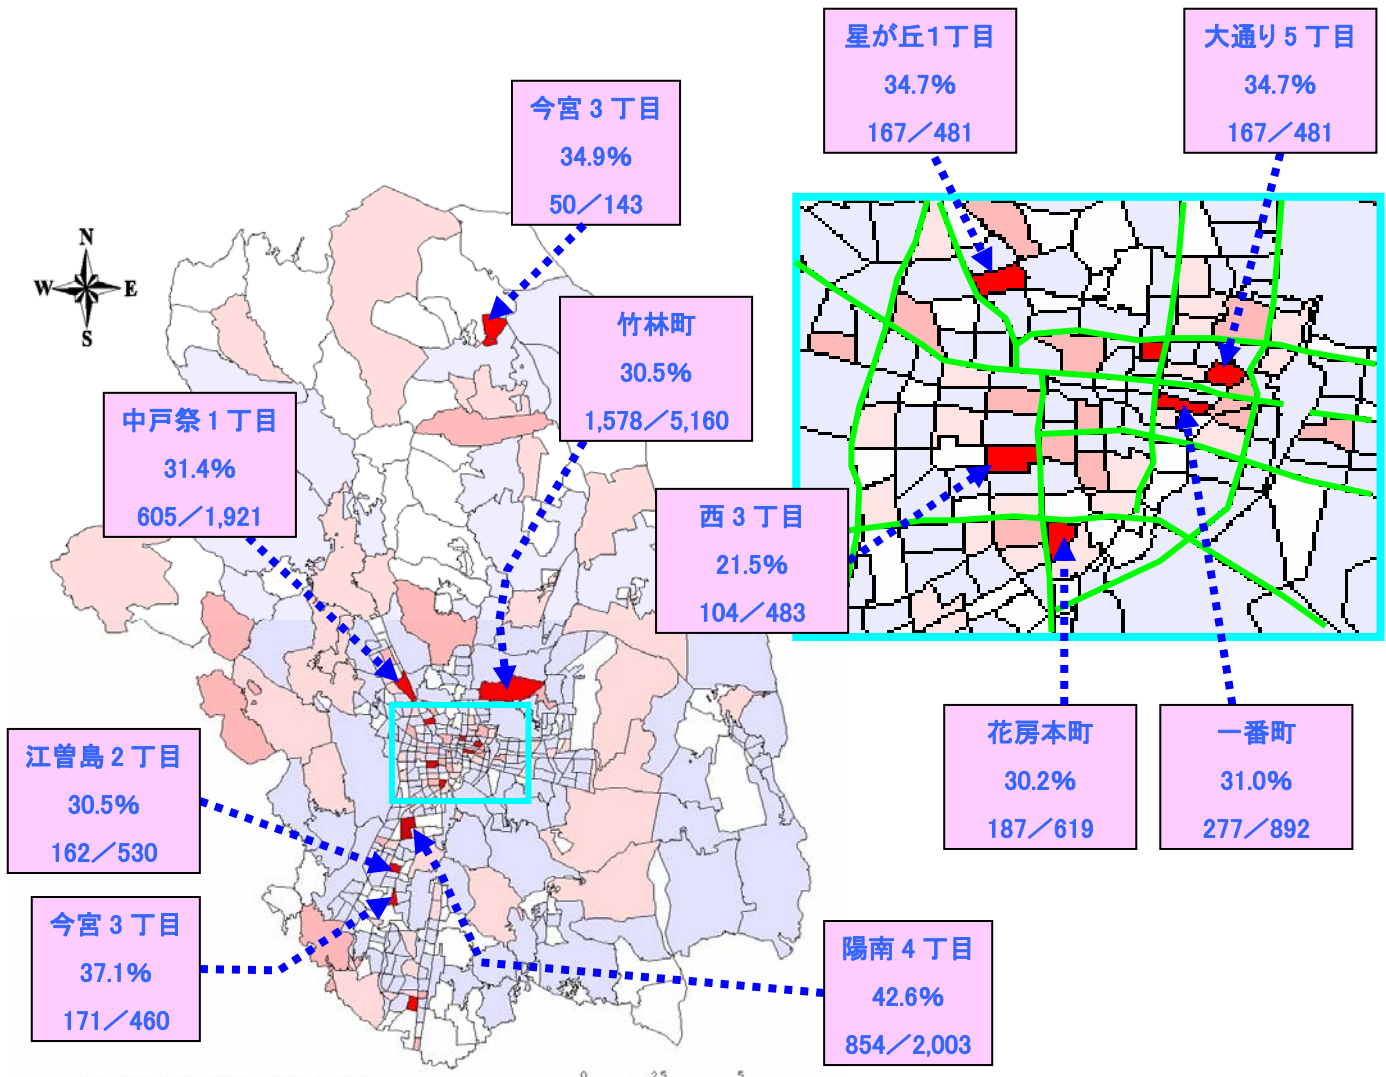 星が丘1丁目
34.7%
167／481
大通り5丁目
34.7%
167／481
今宮3丁目
34.9%
50／143
N
W
E
S
竹林町
30.5%
1,578／5,160
中戸祭1丁目
31.4%
605／1,921
西3丁目
21.5%
104／483
江曽島2丁目
30.5%
162／530
花房本町
30.2%
187／619
一番町
31.0%
277／892
今宮3丁目
37.1%
171／460
陽南4丁目
42.6%
854／2,003
0
2.5
5